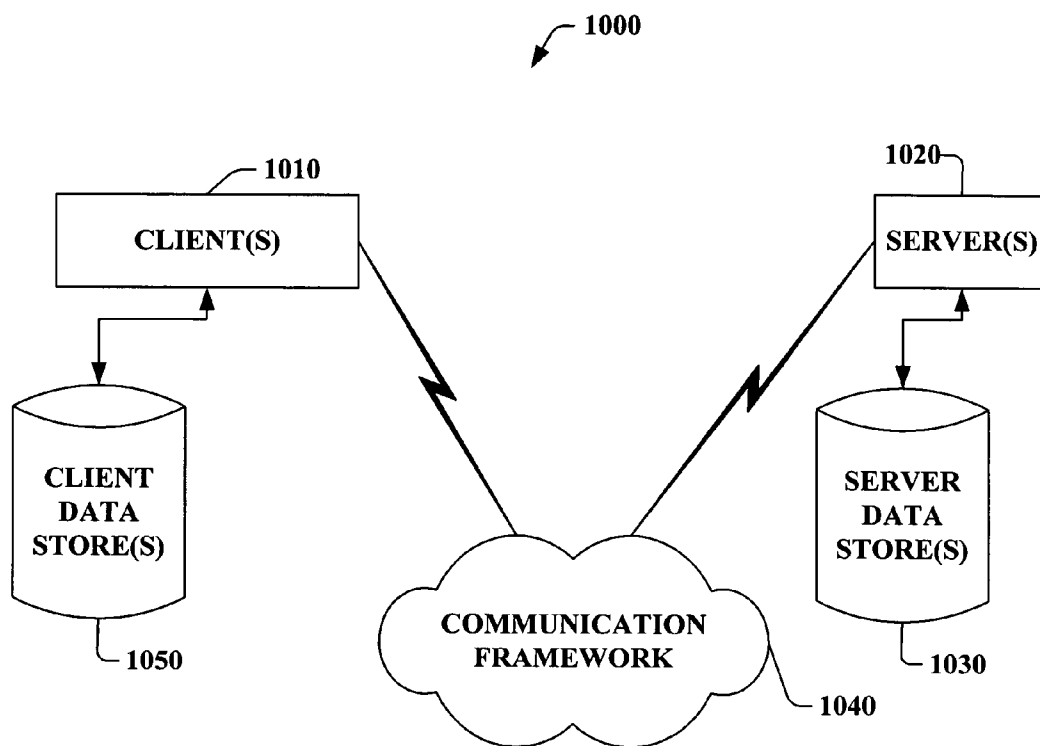 1000
1010
1020
CLIENT(S)
SERVER(S)
CLIENT
DATA
STORE(S)
SERVER
DATA
STORE(S)
COMMUNICATION
FRAMEWORK
1050
1030
1040